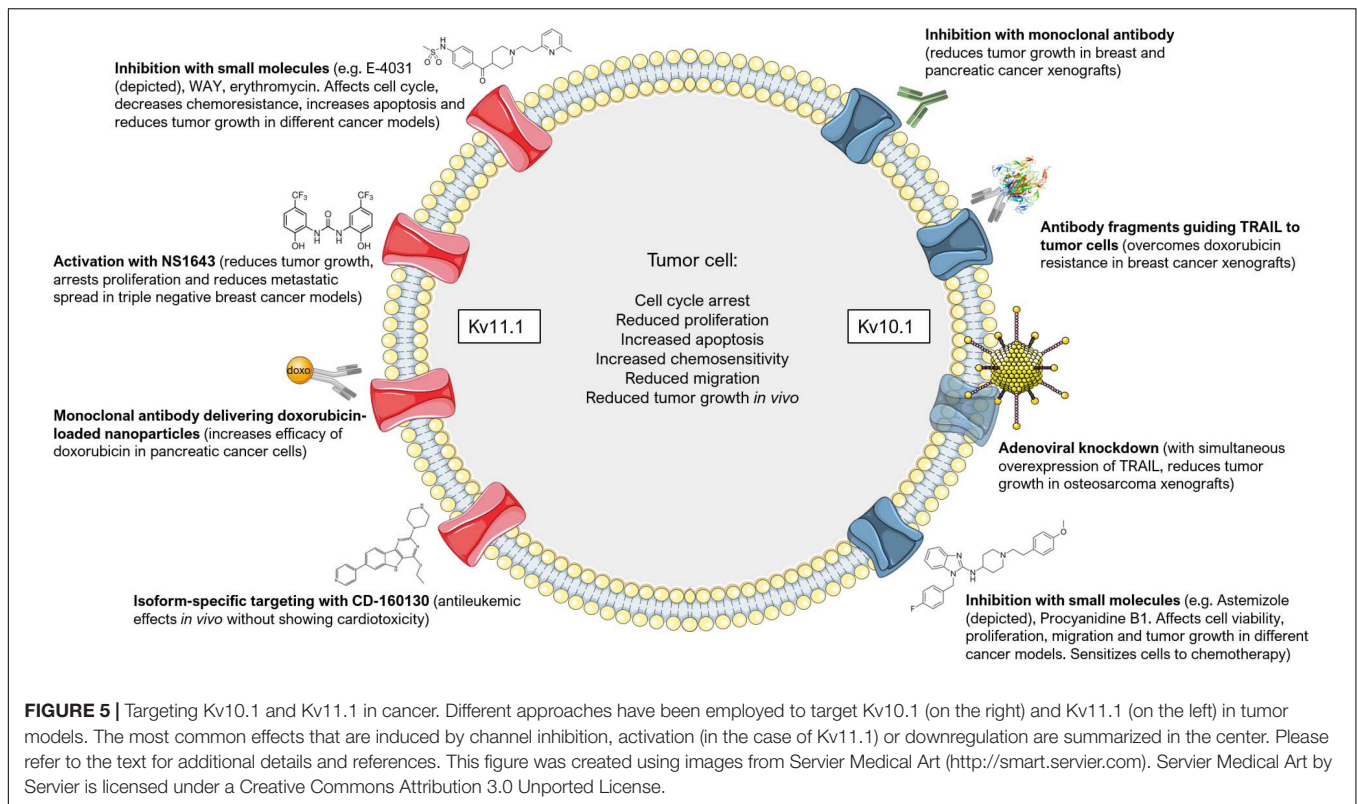 Inhibition with small molecules (e.g. E-4031
(depicted), WAY, erythromycin. Affects cell cycle,
decreases chemoresistance, increases apoptosis and
reduces tumor growth in different cancer models)
H
N
S
O
O
O
N
N
Inhibition with monoclonal antibody
(reduces tumor growth in breast and
pancreatic cancer xenografts)
CF3
CF3
O
N
H
N
H
OH
OH
Activation with NS1643 (reduces tumor growth,
arrests proliferation and reduces metastatic
spread in triple negative breast cancer models)
Antibody fragments guiding TRAIL to
tumor cells (overcomes doxorubicin
resistance in breast cancer xenografts)
Tumor cell:
Cell cycle arrest
Reduced proliferation
Increased apoptosis
Increased chemosensitivity
Reduced migration
Reduced tumor growth in vivo
Kv11.1
Kv10.1
doxo
Monoclonal antibody delivering doxorubicin-
loaded nanoparticles (increases efficacy of
doxorubicin in pancreatic cancer cells)
Adenoviral knockdown (with simultaneous
overexpression of TRAIL, reduces tumor
growth in osteosarcoma xenografts)
Isoform-specific targeting with CD-160130 (antileukemic
effects in vivo without showing cardiotoxicity)
O
N
N
N
N
H
F
Inhibition with small molecules (e.g. Astemizole
(depicted), Procyanidine B1. Affects cell viability,
proliferation, migration and tumor growth in different
cancer models. Sensitizes cells to chemotherapy)
FIGURE 5 | Targeting Kv10.1 and Kv11.1 in cancer. Different approaches have been employed to target Kv10.1 (on the right) and Kv11.1 (on the left) in tumor
models. The most common effects that are induced by channel inhibition, activation (in the case of Kv11.1) or downregulation are summarized in the center. Please
refer to the text for additional details and references. This figure was created using images from Servier Medical Art (http://smart.servier.com). Servier Medical Art by
Servier is licensed under a Creative Commons Attribution 3.0 Unported License.